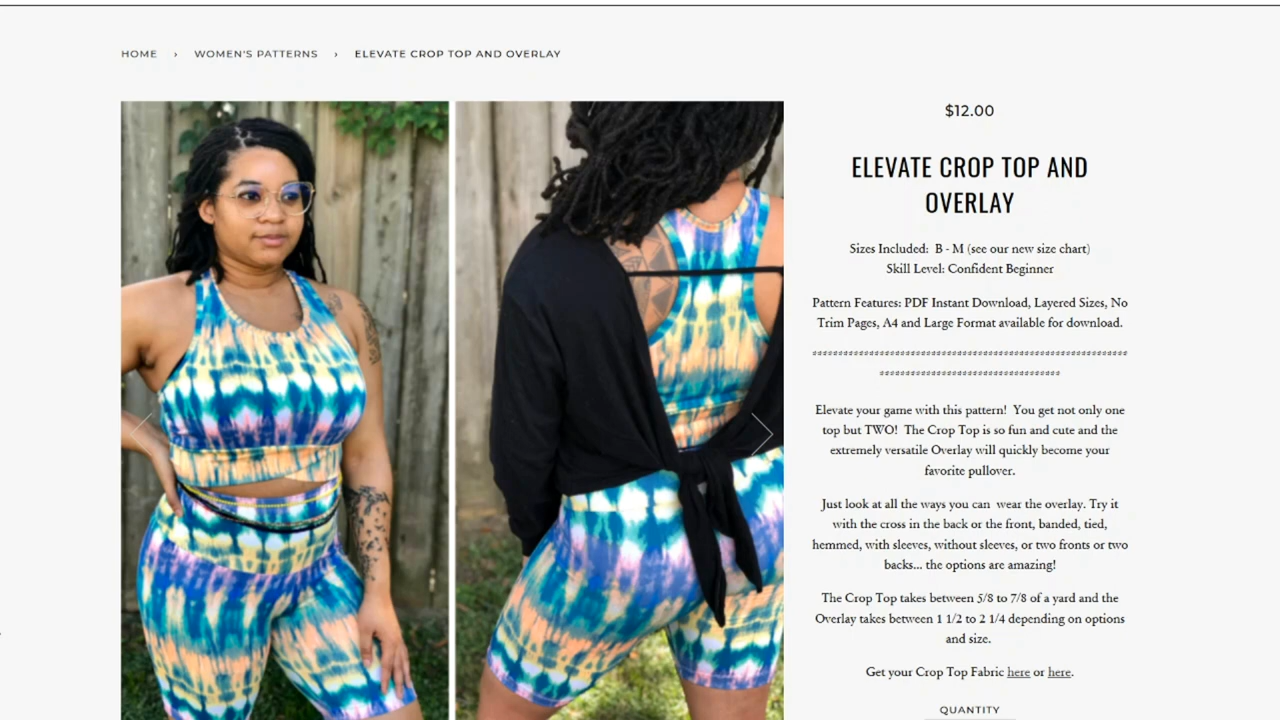 HOME › WOMEN'S PATTERNS › ELEVATE CROP TOP AND OVERLAY
$12.00
ELEVATE CROP TOP AND
OVERLAY
Sizes Included: B - M (see our new size chart)
Skill Level: Confident Beginner
Pattern Features: PDF Instant Download, Layered Sizes, No
Trim Pages, A4 and Large Format available for download.
Elevate your game with this pattern! You get not only one
top but TWO! The Crop Top is so fun and cute and the
extremely versatile Overlay will quickly become your
favorite pullover.
Just look at all the ways you can wear the overlay. Try it
with the cross in the back or the front, banded, tied,
hemmed, with sleeves, without sleeves, or two fronts or two
backs... the options are amazing!
The Crop Top takes between 5/8 to 7/8 of a yard and the
Overlay takes between 1 1/2 to 2 1/4 depending on options
and size.
Get your Crop Top Fabric here or here.
QUANTITY